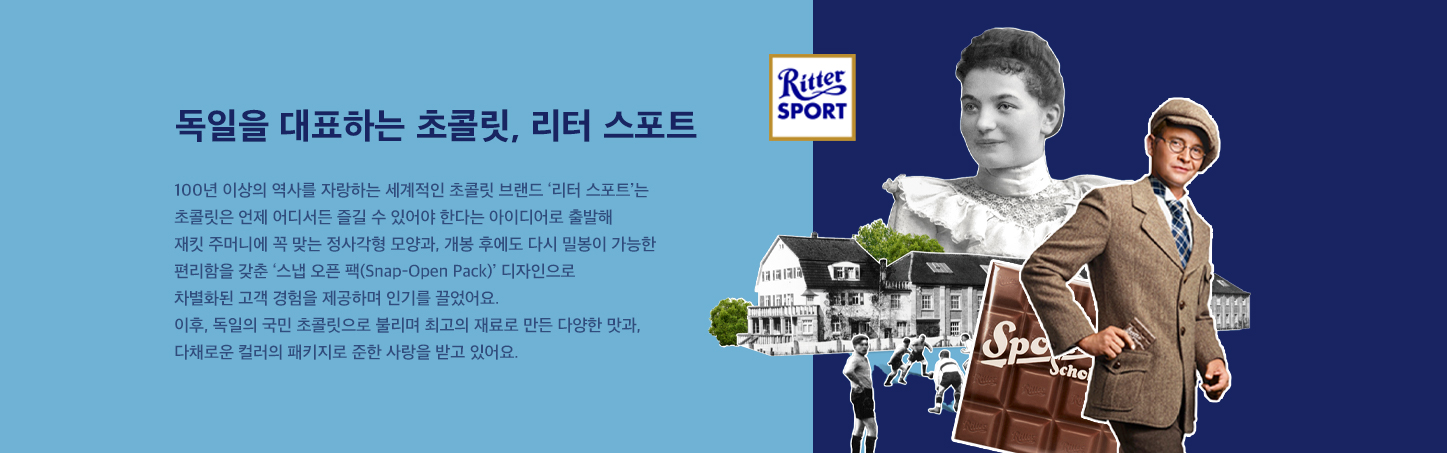 독일을 대표하는 초콜릿, 리터 스포트
100년 이상의 역사를 자랑하는 세계적인 초콜릿 브랜드 ‘리터 스포트’는
초콜릿은 언제 어디서든 즐길 수 있어야 한다는 아이디어로 출발해
재킷 주머니에 꼭 맞는 정사각형 모양과, 개봉 후에도 다시 밀봉이 가능한
편리함을 갖춘 ‘스냅 오픈 팩(Snap-Open Pack)’ 디자인으로
차별화된 고객 경험을 제공하며 인기를 끌었어요.
이후, 독일의 국민 초콜릿으로 불리며 최고의 재료로 만든 다양한 맛과,
다채로운 컬러의 패키지로 준한 사랑을 받고 있어요.
Ritter
SPORT
Spo
Scho
Ritter
Ritter